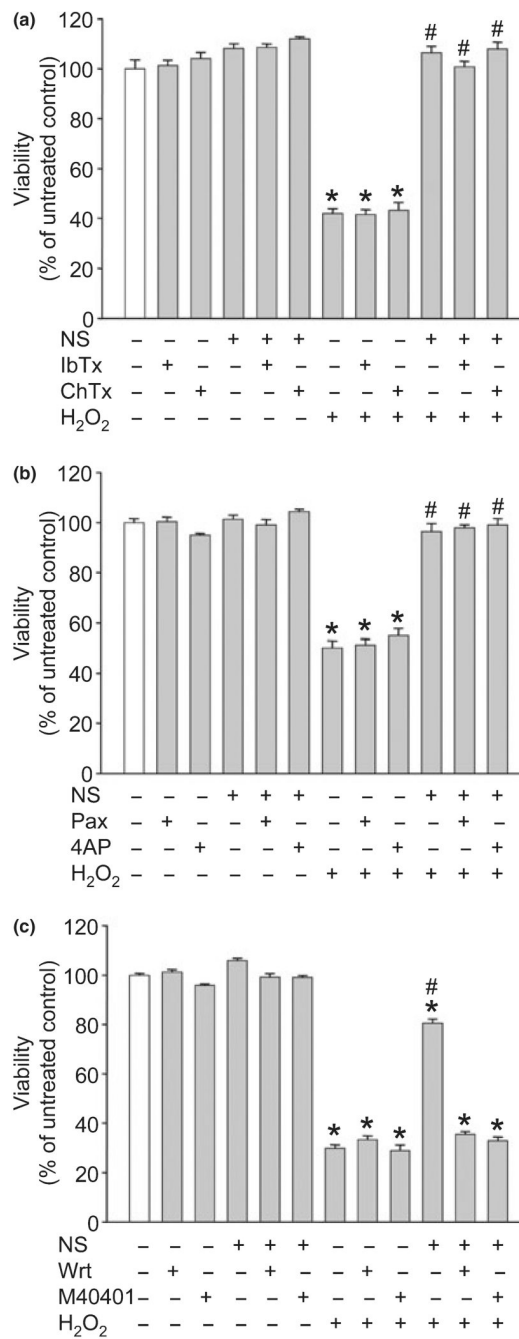 (a)
Viability
(% of untreated control)
120
100
80
60
40
20
0
* * * # # #
NS – – – + + + – – – + + +
IbTx – + – – + – – + – – + –
ChTx – – + – – + – – + – – +
H₂O₂ – – – – – – + + + + + +
(b)
Viability
(% of untreated control)
120
100
80
60
40
20
0
* * * # # #
NS – – – + + + – – – + + +
Pax – + – – + – – + – – + –
4AP – – + – – + – – + – – +
H₂O₂ – – – – – – + + + + + +
(c)
Viability
(% of untreated control)
120
100
80
60
40
20
0
#
* * * * * *
NS – – – + + + – – – + + +
Wrt – + – – + – – + – – + –
M40401 – – + – – + – – + – – +
H₂O₂ – – – – – – + + + + + +